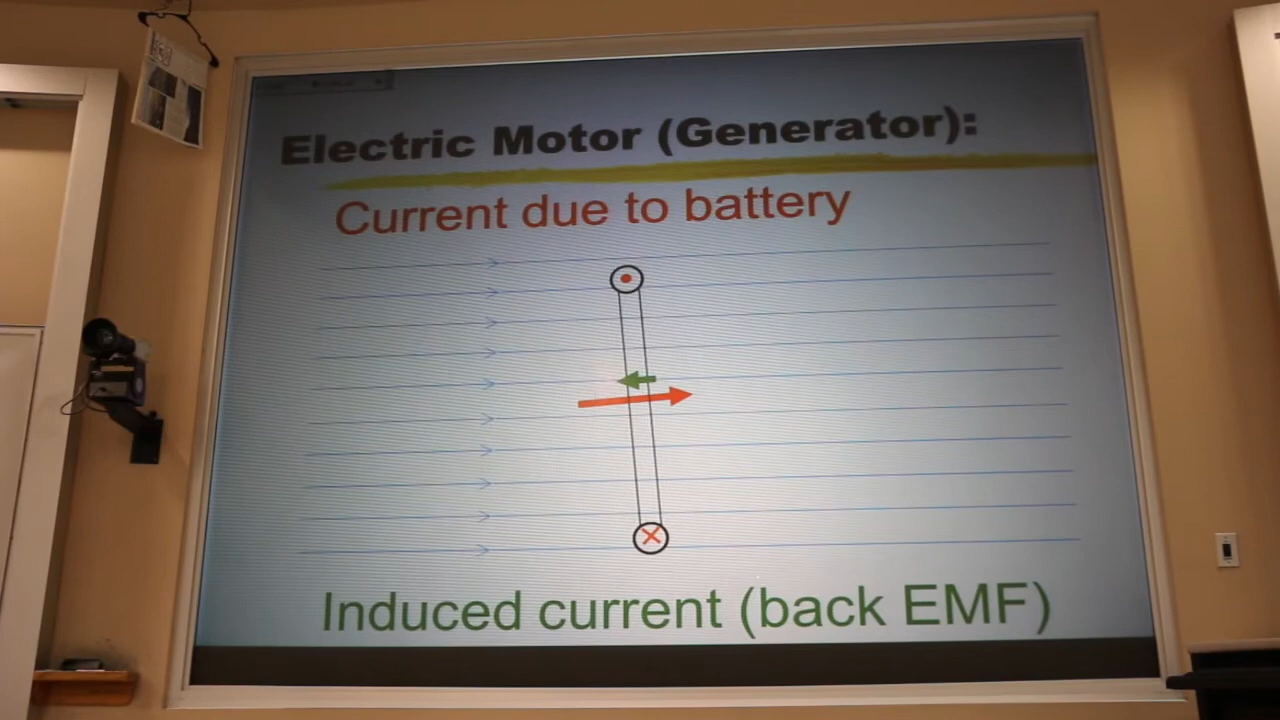 Electric Motor (Generator):
Current due to battery
Induced current (back EMF)